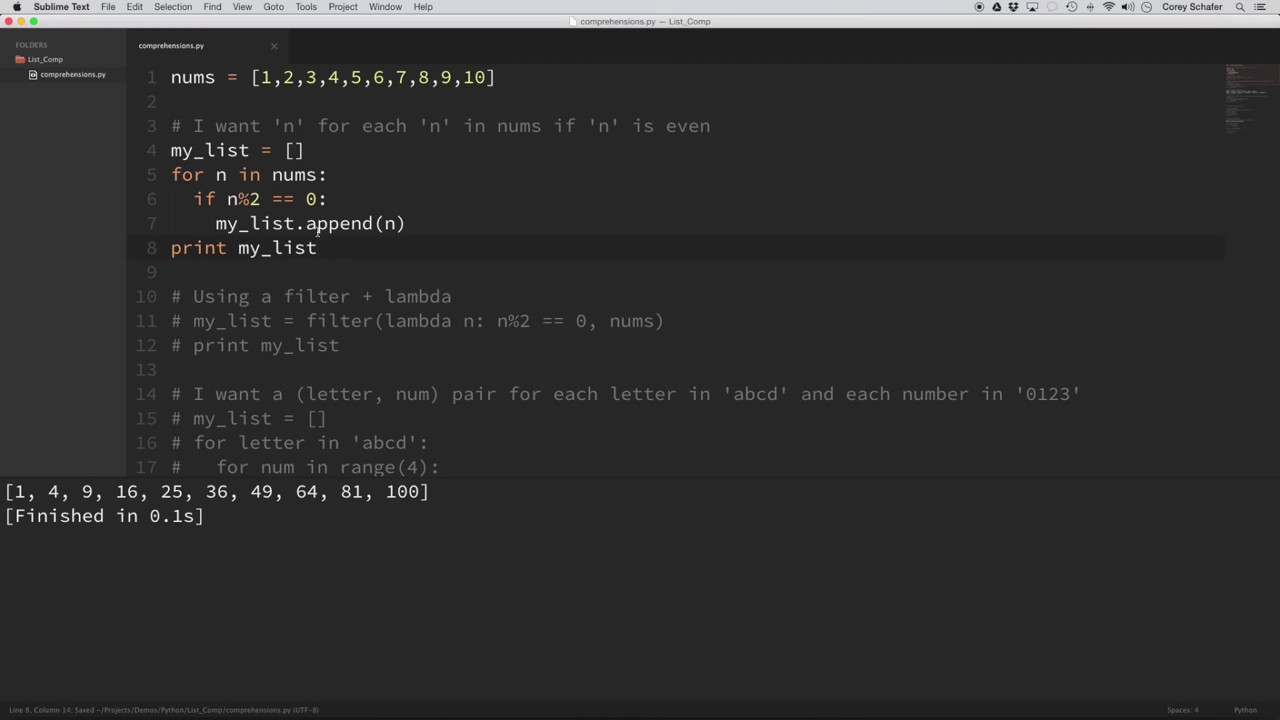 Sublime Text File Edit Selection Find View Goto Tools Project Window Help Corey Schafer
comprehensions.py — List_Comp
FOLDERS
List_Comp
comprehensions.py
comprehensions.py ×
1 nums = [1,2,3,4,5,6,7,8,9,10]
2
3 # I want 'n' for each 'n' in nums if 'n' is even
4 my_list = []
5 for n in nums:
6 if n%2 == 0:
7 my_list.append(n)
8 print my_list
9
10 # Using a filter + lambda
11 # my_list = filter(lambda n: n%2 == 0, nums)
12 # print my_list
13
14 # I want a (letter, num) pair for each letter in 'abcd' and each number in '0123'
15 # my_list = []
16 # for letter in 'abcd':
17 # for num in range(4):
[1, 4, 9, 16, 25, 36, 49, 64, 81, 100]
[Finished in 0.1s]
Line 8, Column 14; Saved ~/Projects/Demos/Python/List_Comp/comprehensions.py (UTF-8) Spaces: 4 Python